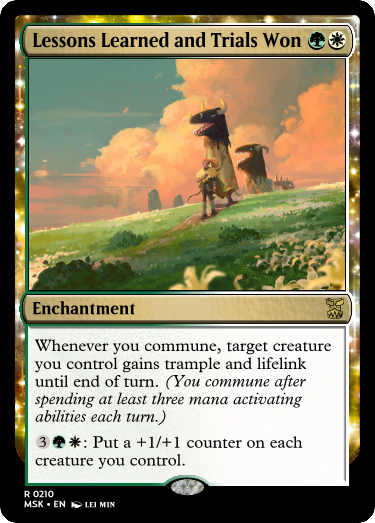 Lessons Learned and Trials Won
Enchantment
Whenever you commune, target creature
you control gains trample and lifelink
until end of turn. (You commune after
spending at least three mana activating
abilities each turn.)
3: Put a +1/+1 counter on each
creature you control.
R 0210
MSK • EN LEI MIN